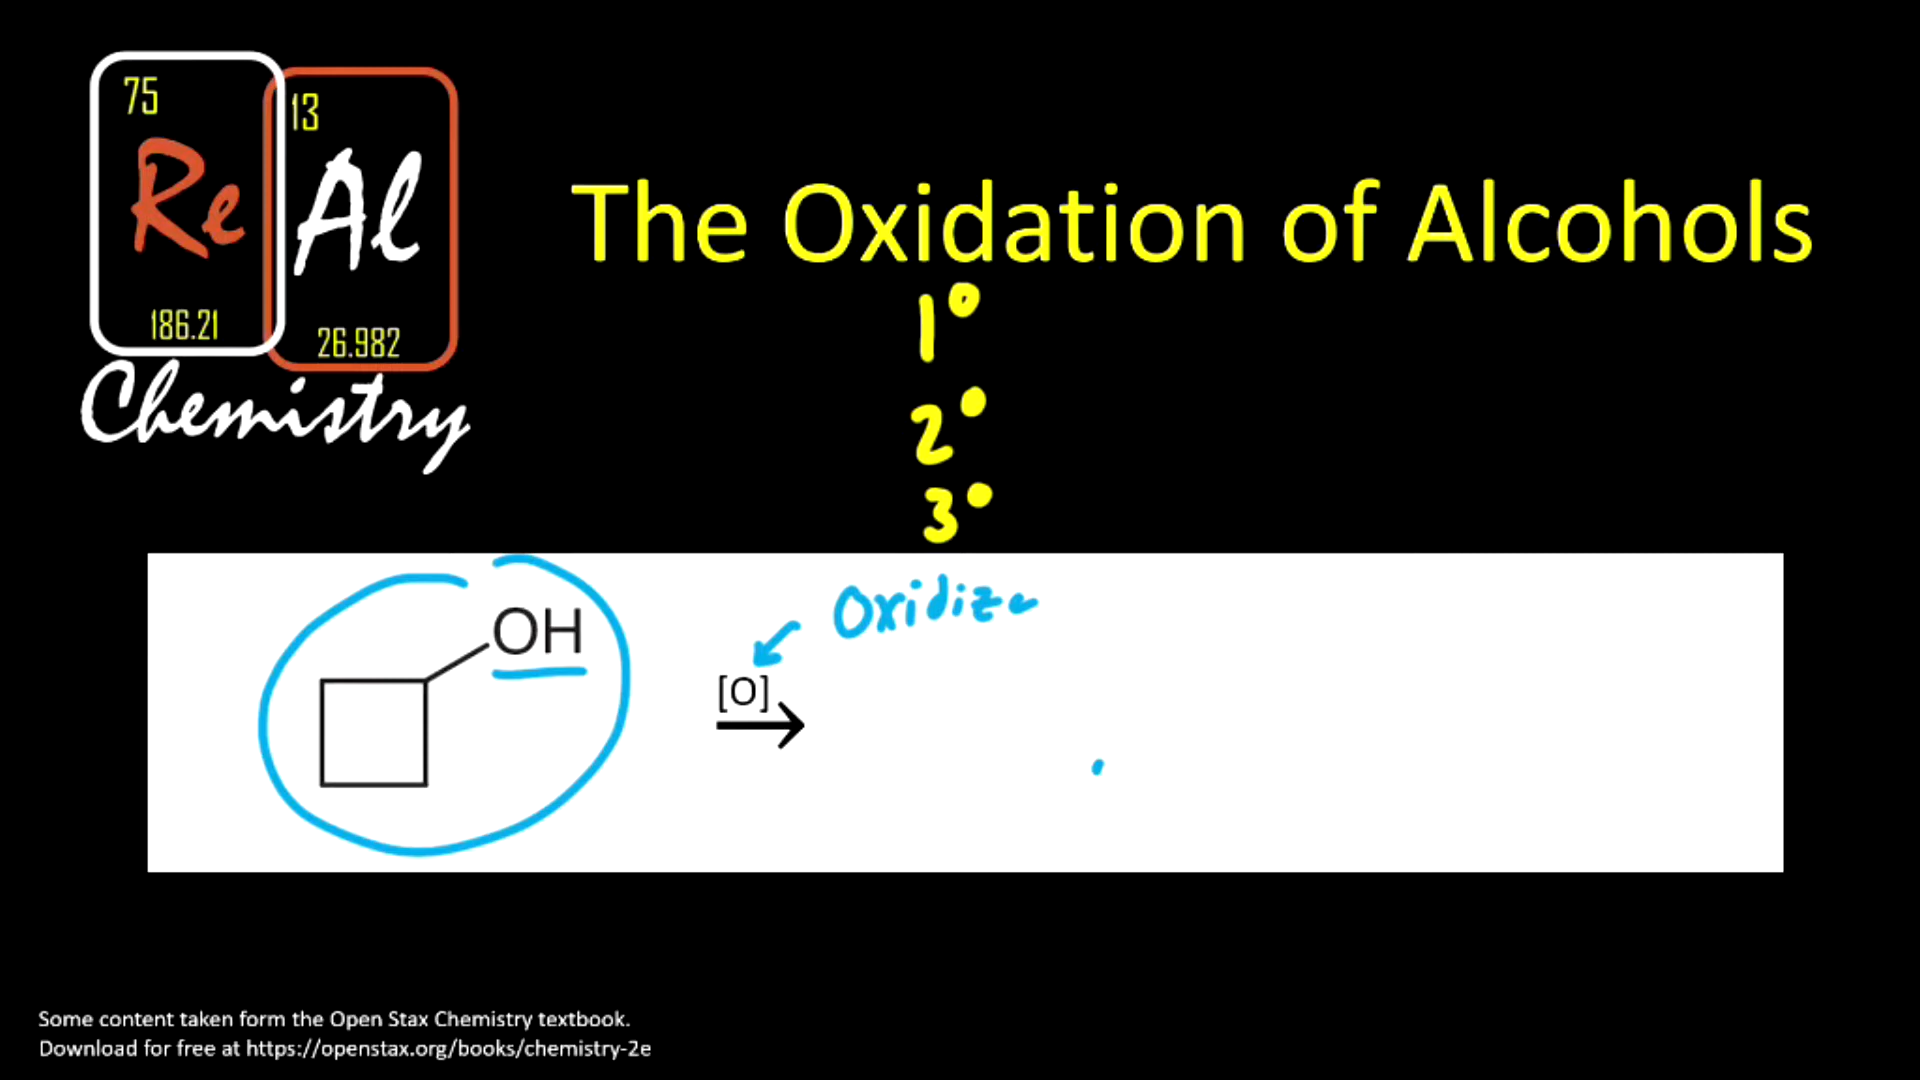 75
13
Re
Al
186.21
26.982
Chemistry
The Oxidation of Alcohols
1°
2°
3°
Oxidize
OH
[O]
Some content taken form the Open Stax Chemistry textbook.
Download for free at https://openstax.org/books/chemistry-2e